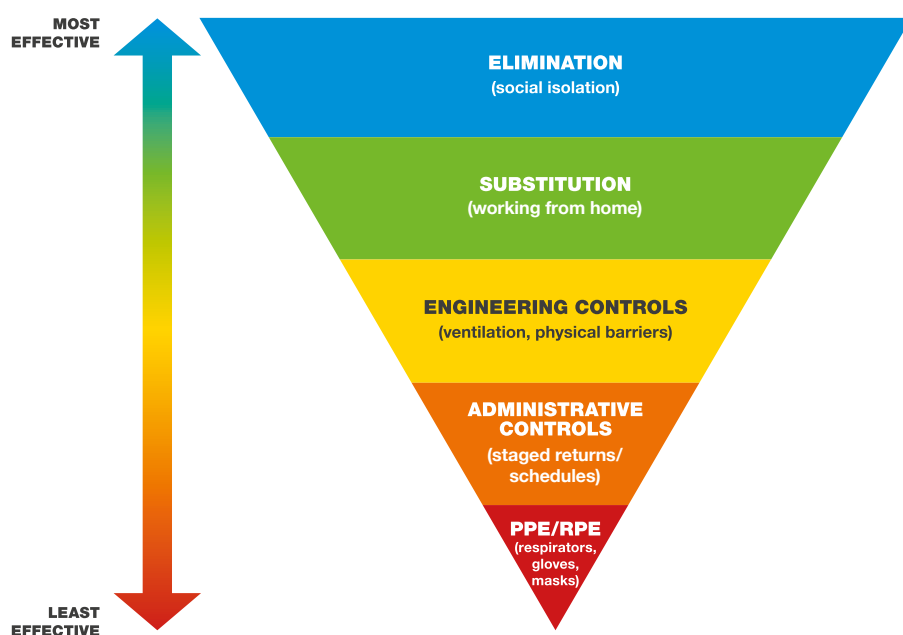 MOST
EFFECTIVE
ELIMINATION
(social isolation)
SUBSTITUTION
(working from home)
ENGINEERING CONTROLS
(ventilation, physical barriers)
ADMINISTRATIVE
CONTROLS
(staged returns/
schedules)
PPE/RPE
(respirators,
gloves,
masks)
LEAST
EFFECTIVE